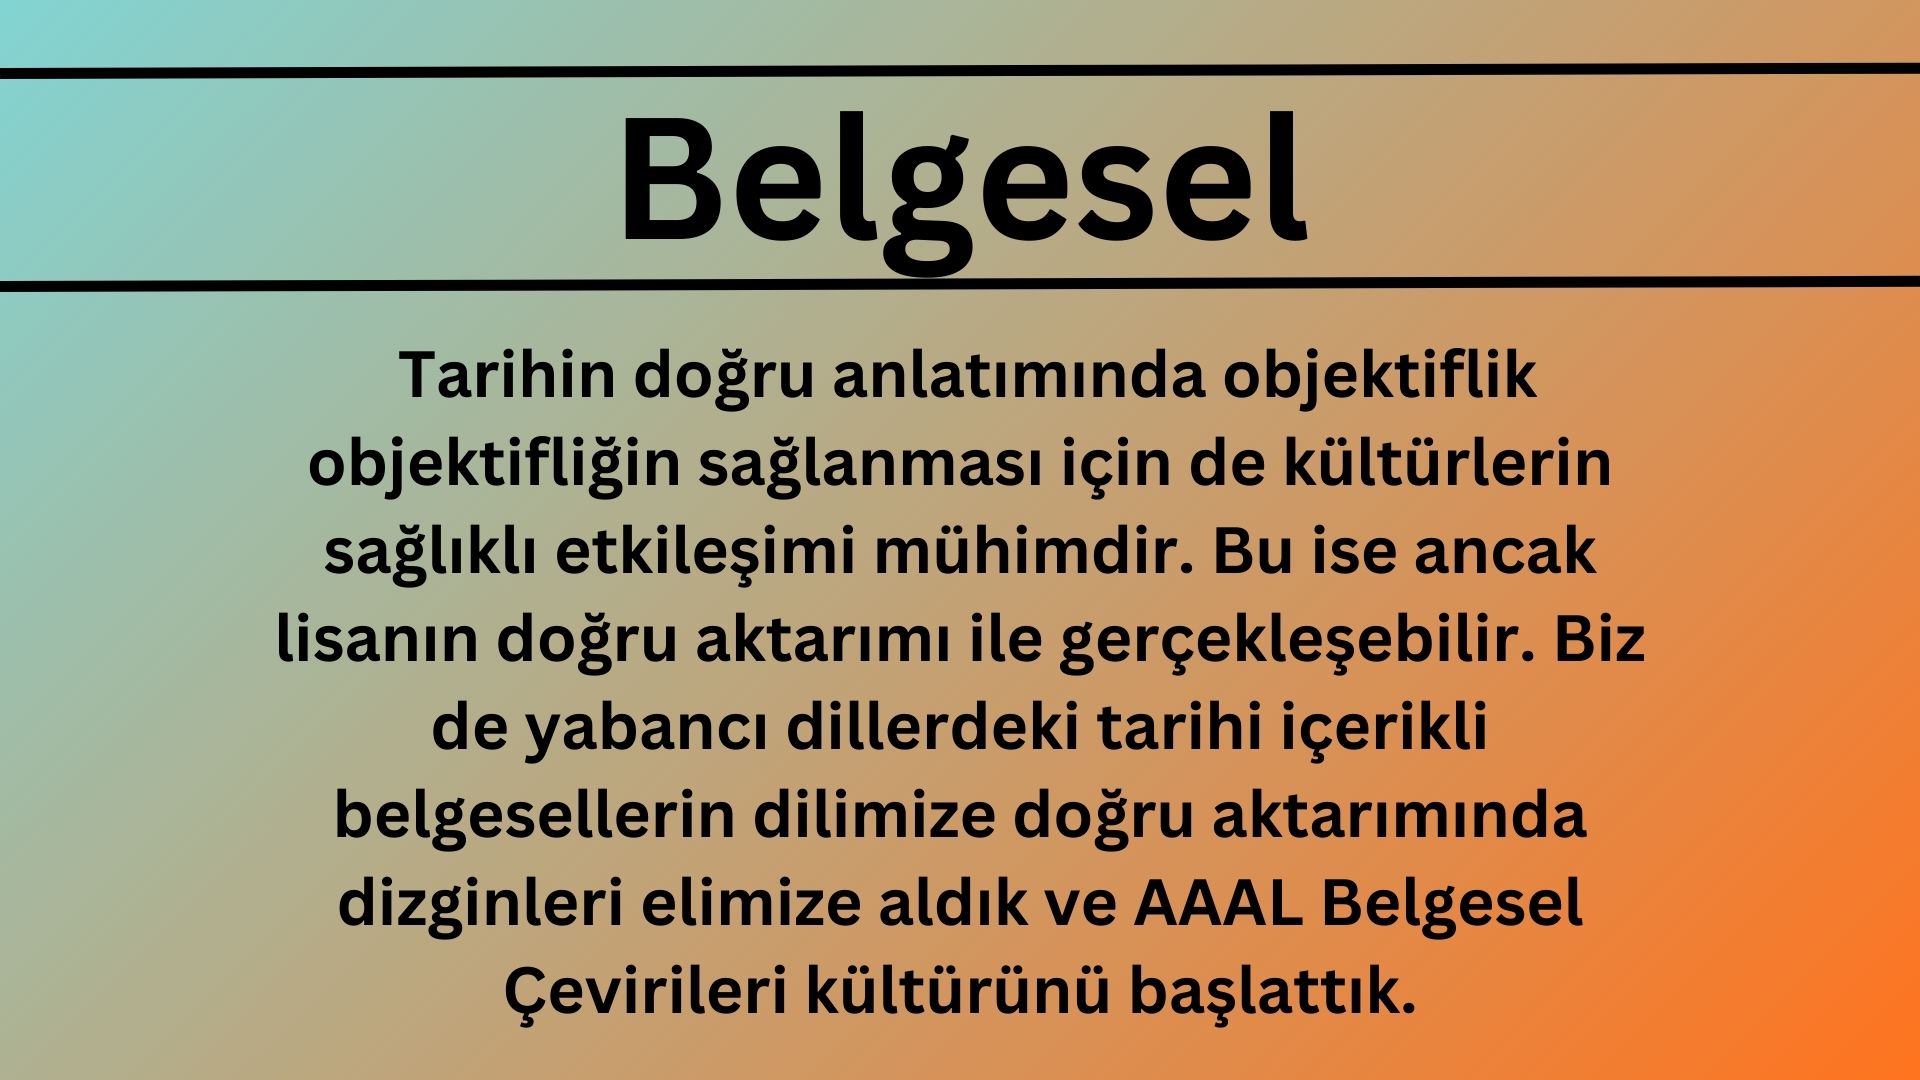 Belgesel
Tarihin doğru anlatımında objektiflik
objektifliğin sağlanması için de kültürlerin
sağlıklı etkileşimi mühimdir. Bu ise ancak
lisanın doğru aktarımı ile gerçekleşebilir. Biz
de yabancı dillerdeki tarihi içerikli
belgesellerin dilimize doğru aktarımında
dizginleri elimize aldık ve AAAL Belgesel
Çevirileri kültürünü başlattık.